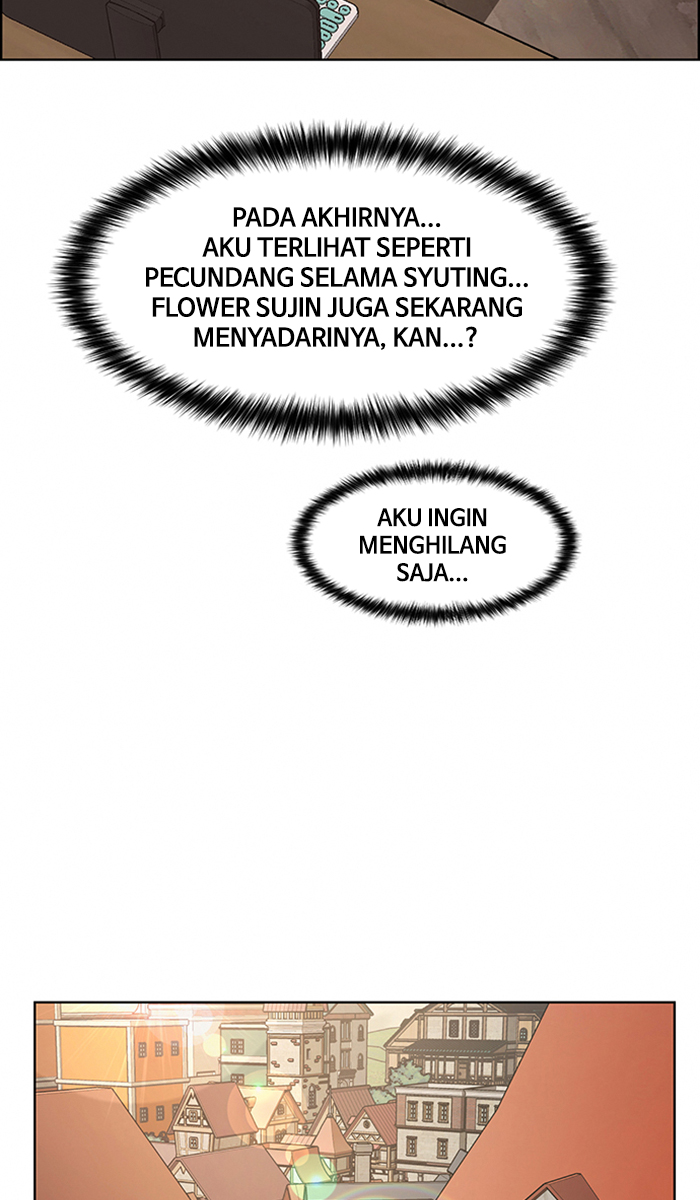 PADA AKHIRNYA...
AKU TERLIHAT SEPERTI
PECUNDANG SELAMA SYUTING...
FLOWER SUJIN JUGA SEKARANG
MENYADARINYA, KAN...?
AKU INGIN
MENGHILANG
SAJA...